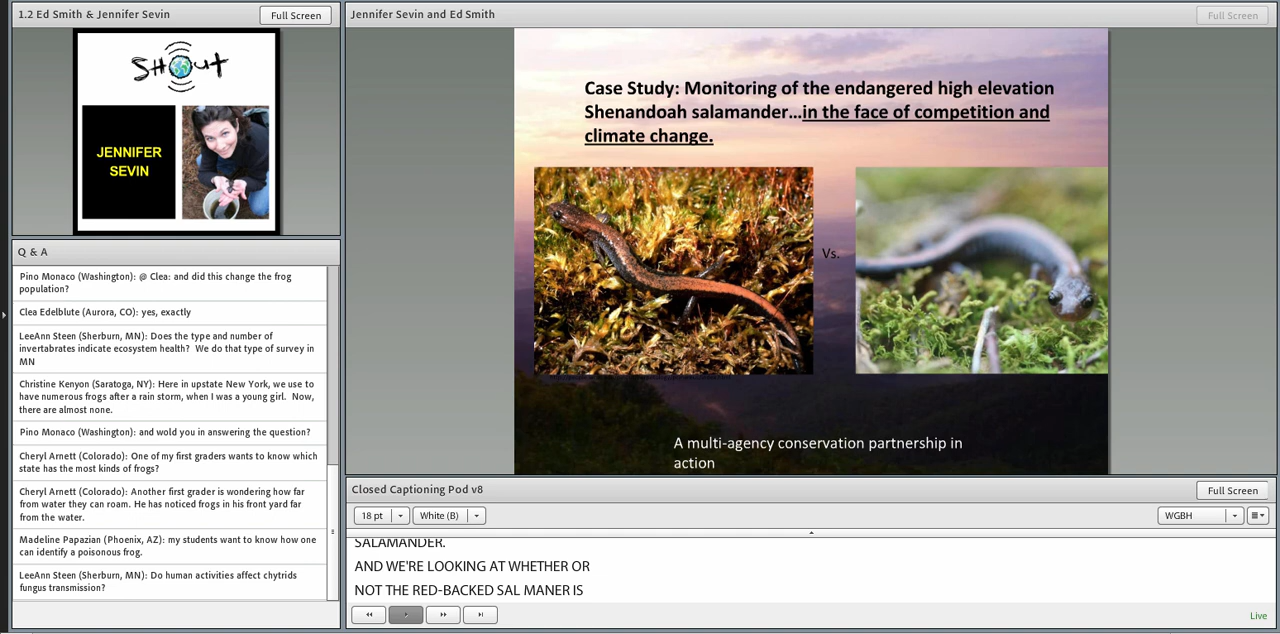 1.2 Ed Smith & Jennifer Sevin
Full Screen
SHOUT
JENNIFER
SEVIN
Q & A
Pino Monaco (Washington): @ Clea: and did this change the frog
population?
Clea Edelblute (Aurora, CO): yes, exactly
LeeAnn Steen (Sherburn, MN): Does the type and number of
invertabrates indicate ecosystem health? We do that type of survey in
MN
Christine Kenyon (Saratoga, NY): Here in upstate New York, we use to
have numerous frogs after a rain storm, when I was a young girl. Now,
there are almost none.
Pino Monaco (Washington): and wold you in answering the question?
Cheryl Arnett (Colorado): One of my first graders wants to know which
state has the most kinds of frogs?
Cheryl Arnett (Colorado): Another first grader is wondering how far
from water they can roam. He has noticed frogs in his front yard far
from the water.
Madeline Papazian (Phoenix, AZ): my students want to know how one
can identify a poisonous frog.
LeeAnn Steen (Sherburn, MN): Do human activities affect chytrids
fungus transmission?
Jennifer Sevin and Ed Smith
Full Screen
Case Study: Monitoring of the endangered high elevation
Shenandoah salamander...in the face of competition and
climate change.
Vs.
A multi-agency conservation partnership in
action
Closed Captioning Pod v8
Full Screen
18 pt
White (B)
WGBH
SALAMANDER.
AND WE'RE LOOKING AT WHETHER OR
NOT THE RED-BACKED SAL MANER IS
Live